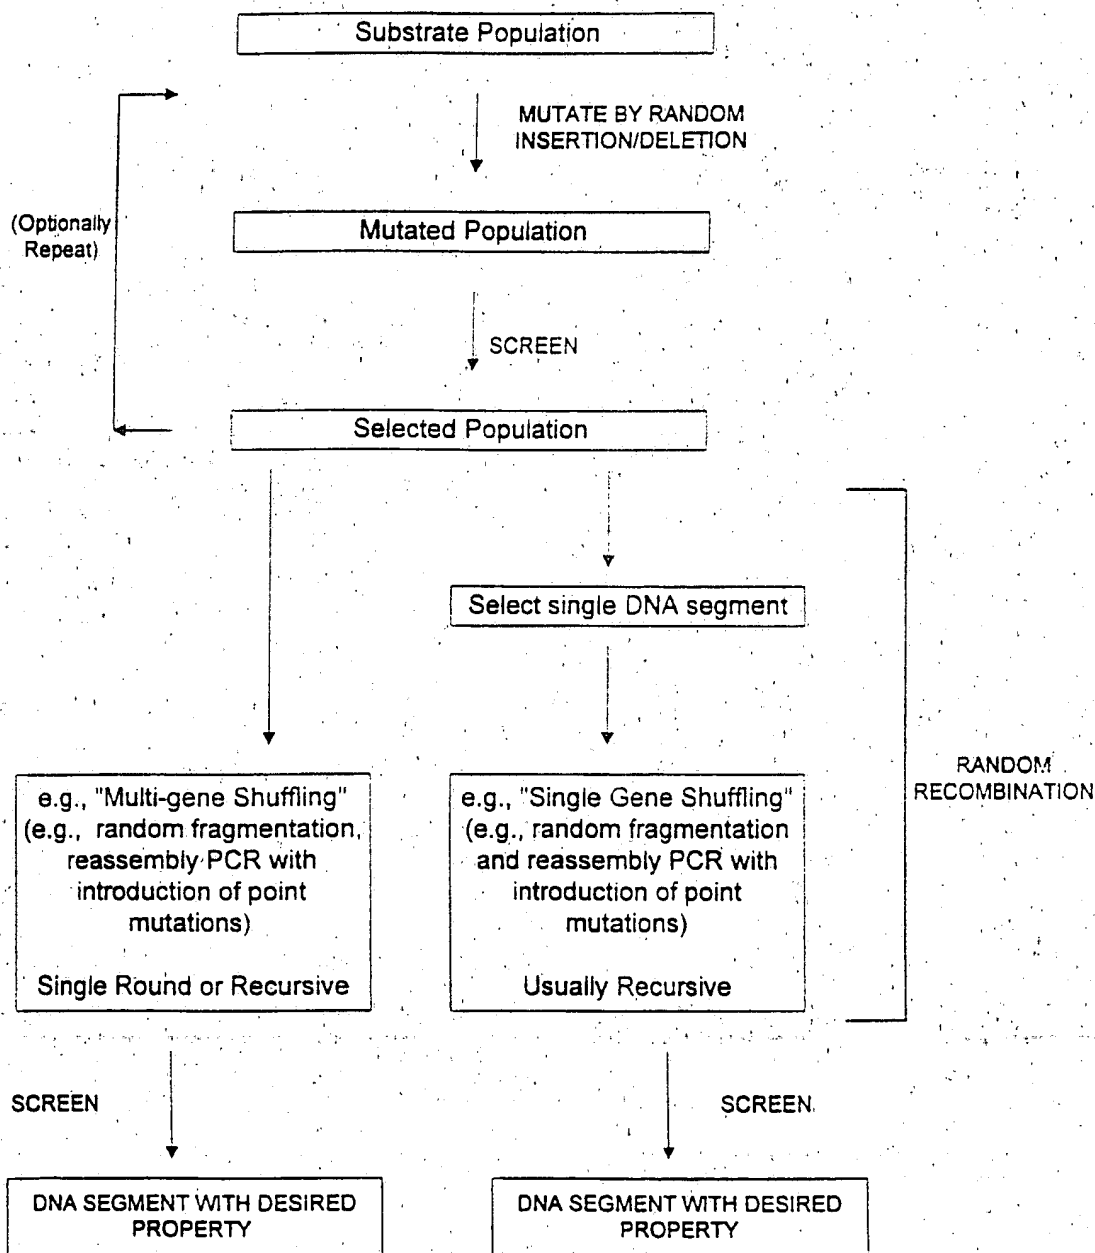 Substrate Population
MUTATE BY RANDOM
INSERTION/DELETION
(Optionally
Repeat)
Mutated Population
SCREEN
Selected Population
Select single DNA segment
e.g., "Multi-gene Shuffling"
(e.g., random fragmentation,
reassembly PCR with
introduction of point
mutations)
Single Round or Recursive
e.g., "Single Gene Shuffling"
(e.g., random fragmentation
and reassembly PCR with
introduction of point
mutations)
Usually Recursive
RANDOM
RECOMBINATION
SCREEN
SCREEN
DNA SEGMENT WITH DESIRED
PROPERTY
DNA SEGMENT WITH DESIRED
PROPERTY